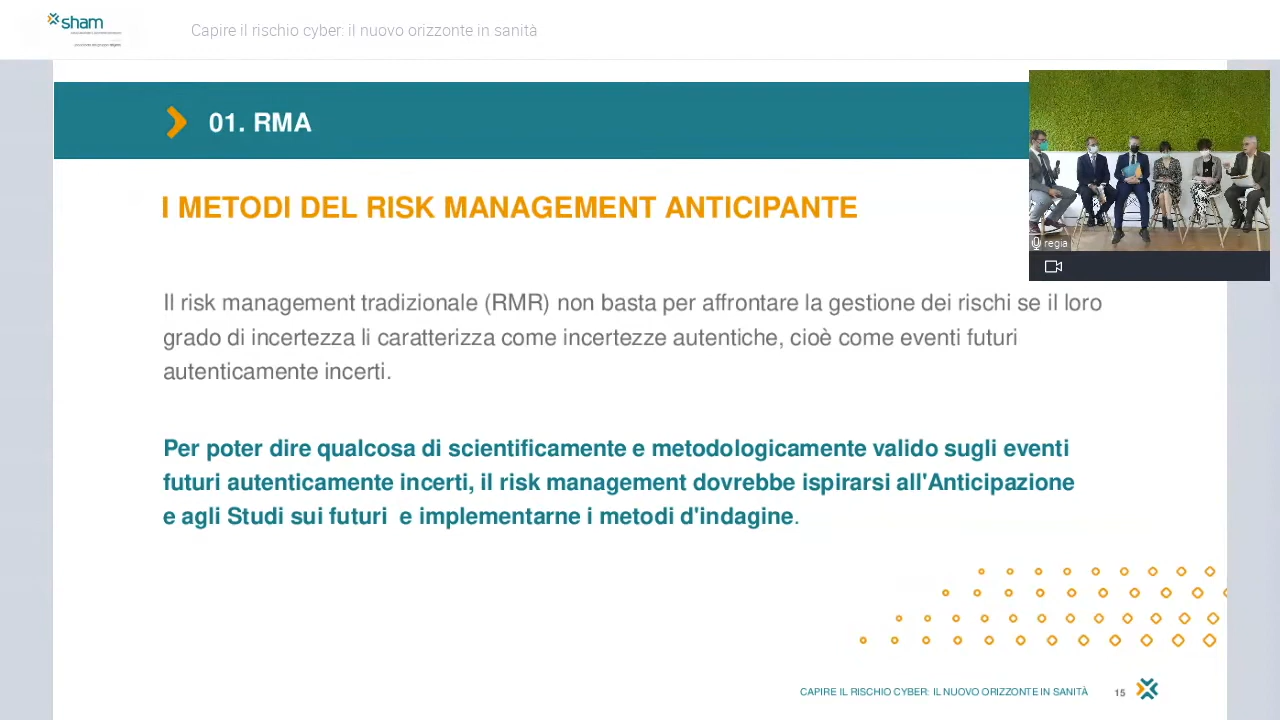 sham
Capire il rischio cyber: il nuovo orizzonte in sanità
01. RMA
I METODI DEL RISK MANAGEMENT ANTICIPANTE
regia
Il risk management tradizionale (RMR) non basta per affrontare la gestione dei rischi se il loro
grado di incertezza li caratterizza come incertezze autentiche, cioè come eventi futuri
autenticamente incerti.
Per poter dire qualcosa di scientificamente e metodologicamente valido sugli eventi
futuri autenticamente incerti, il risk management dovrebbe ispirarsi all'Anticipazione
e agli Studi sui futuri e implementarne i metodi d'indagine.
CAPIRE IL RISCHIO CYBER: IL NUOVO ORIZZONTE IN SANITÀ 15